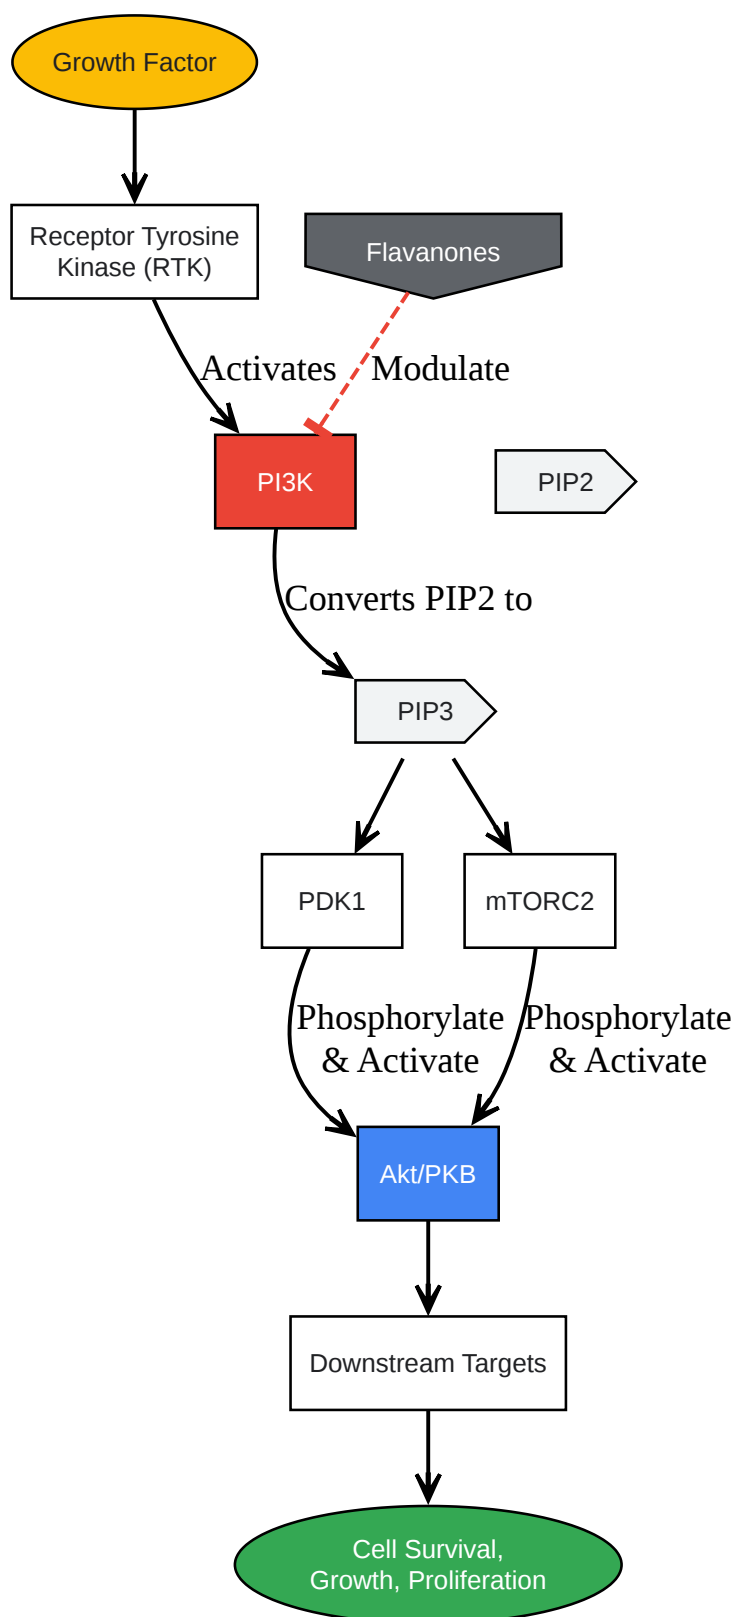 Growth Factor
Receptor Tyrosine
Kinase (RTK)
Flavanones
Activates
Modulate
PI3K
PIP2
Converts PIP2 to
PIP3
PDK1
mTORC2
Phosphorylate
& Activate
Phosphorylate
& Activate
Akt/PKB
Downstream Targets
Cell Survival,
Growth, Proliferation